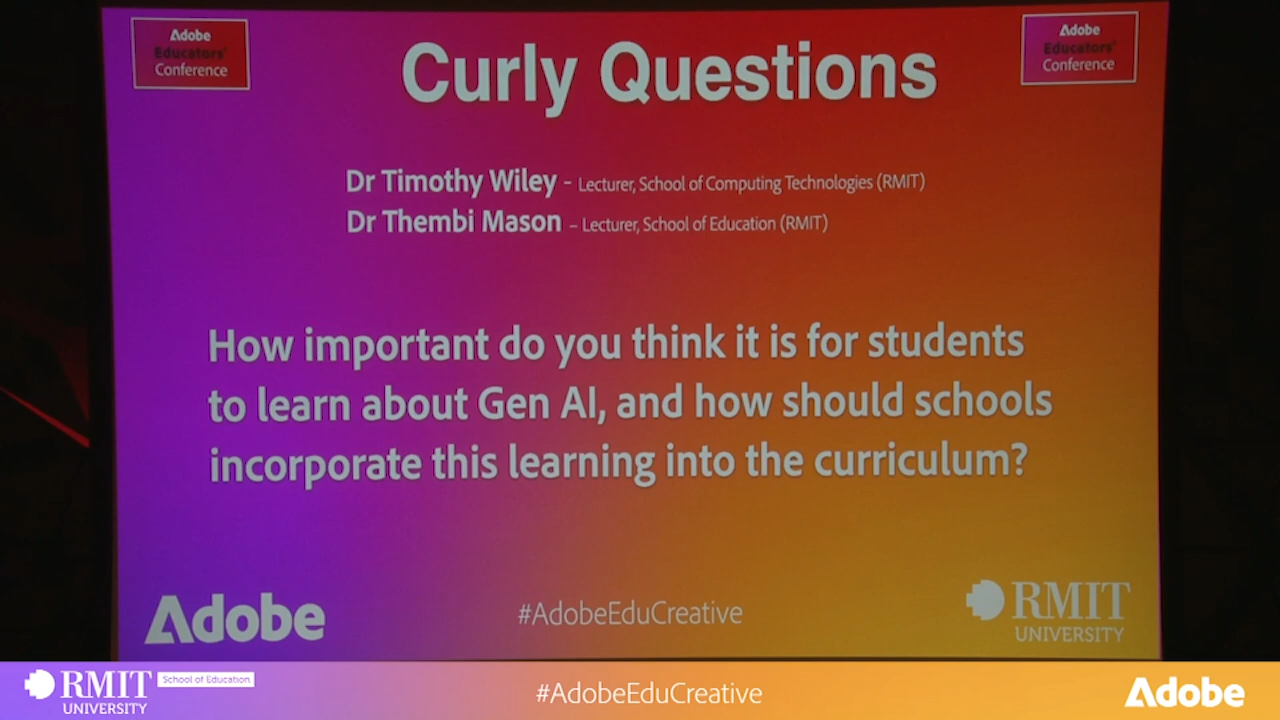 Adobe
Educators'
Conference
Curly Questions
Adobe
Educators'
Conference
Dr Timothy Wiley - Lecturer, School of Computing Technologies (RMIT)
Dr Thembi Mason – Lecturer, School of Education (RMIT)
How important do you think it is for students
to learn about Gen AI, and how should schools
incorporate this learning into the curriculum?
Adobe
#AdobeEduCreative
RMIT
UNIVERSITY
RMIT
UNIVERSITY
School of Education
#AdobeEduCreative
Adobe